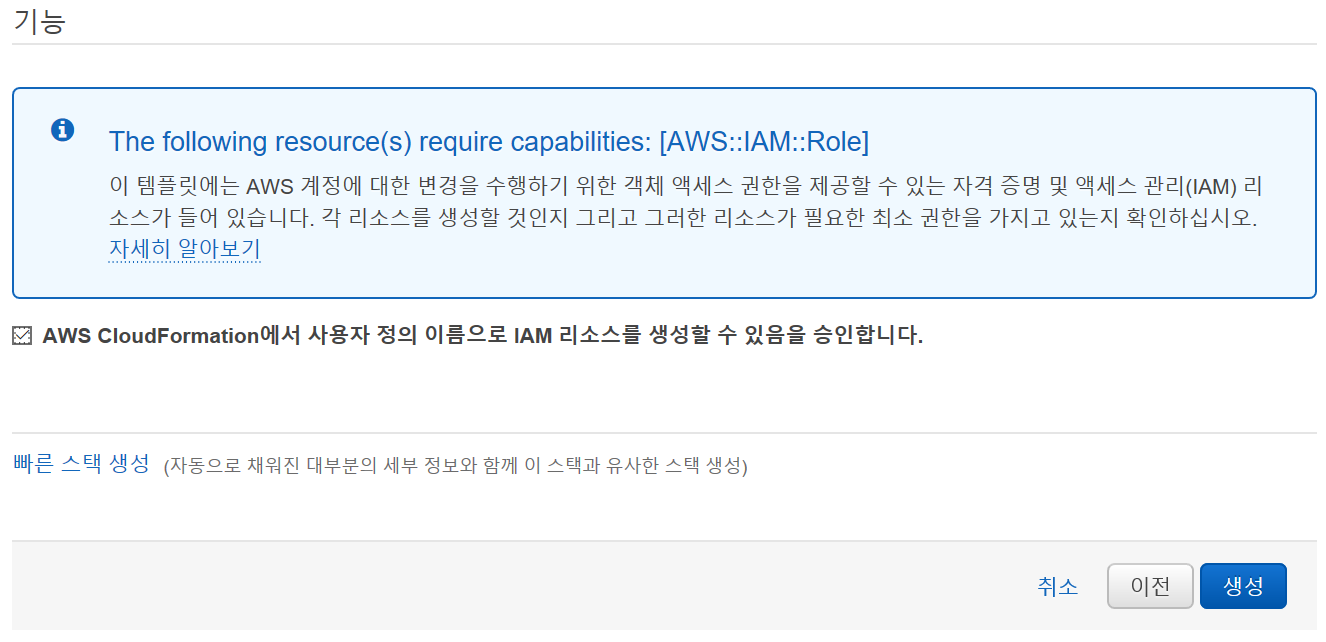 기능
The following resource(s) require capabilities: [AWS::IAM::Role]
이 템플릿에는 AWS 계정에 대한 변경을 수행하기 위한 객체 액세스 권한을 제공할 수 있는 자격 증명 및 액세스 관리(IAM) 리
소스가 들어 있습니다. 각 리소스를 생성할 것인지 그리고 그러한 리소스가 필요한 최소 권한을 가지고 있는지 확인하십시오.
자세히 알아보기
AWS CloudFormation에서 사용자 정의 이름으로 IAM 리소스를 생성할 수 있음을 승인합니다.
빠른 스택 생성 (자동으로 채워진 대부분의 세부 정보와 함께 이 스택과 유사한 스택 생성)
취소 이전 생성